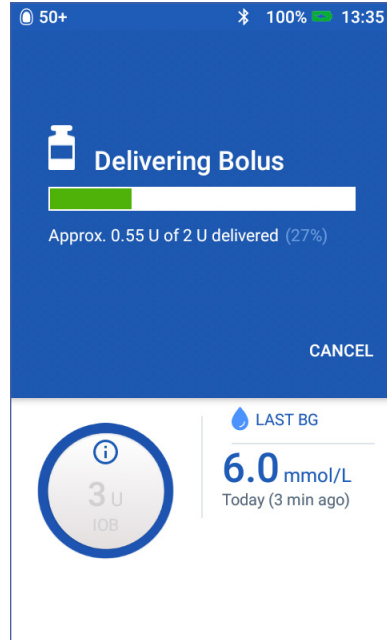 50+ 100% 13:35
Delivering Bolus
Approx. 0.55 U of 2 U delivered (27%)
CANCEL
3 U
IOB
LAST BG
6.0 mmol/L
Today (3 min ago)